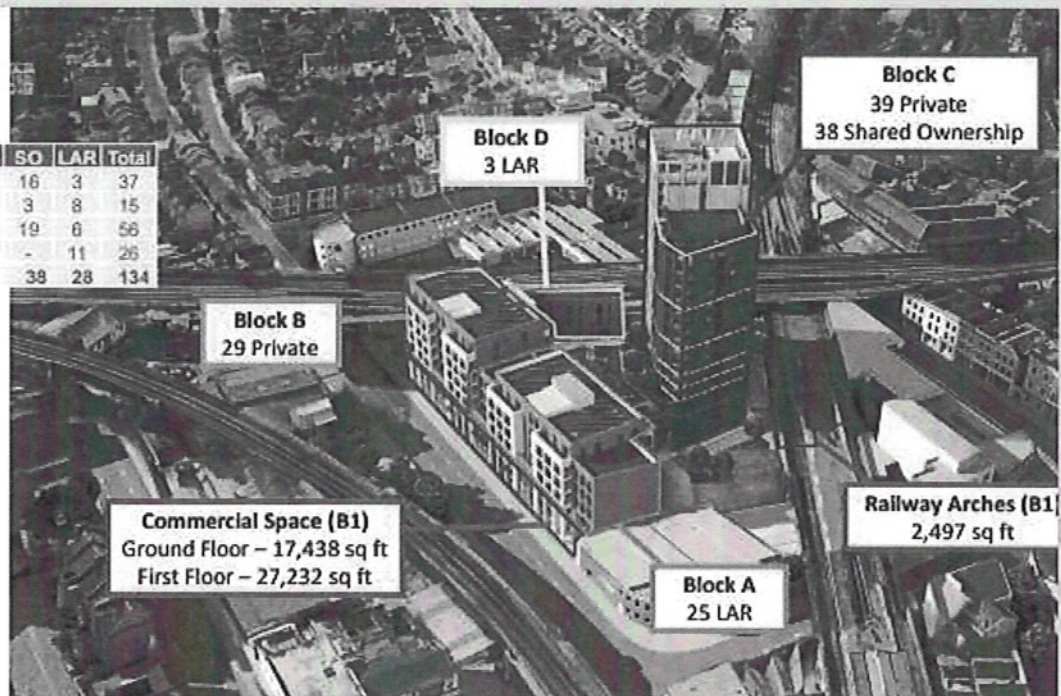 Block C
39 Private
38 Shared Ownership
Block D
3 LAR
SO LAR Total
16 3 37
3 8 15
19 6 56
- 11 26
38 28 134
Block B
29 Private
Commercial Space (B1)
Ground Floor – 17,438 sq ft
First Floor – 27,232 sq ft
Railway Arches (B1
2,497 sq ft
Block A
25 LAR